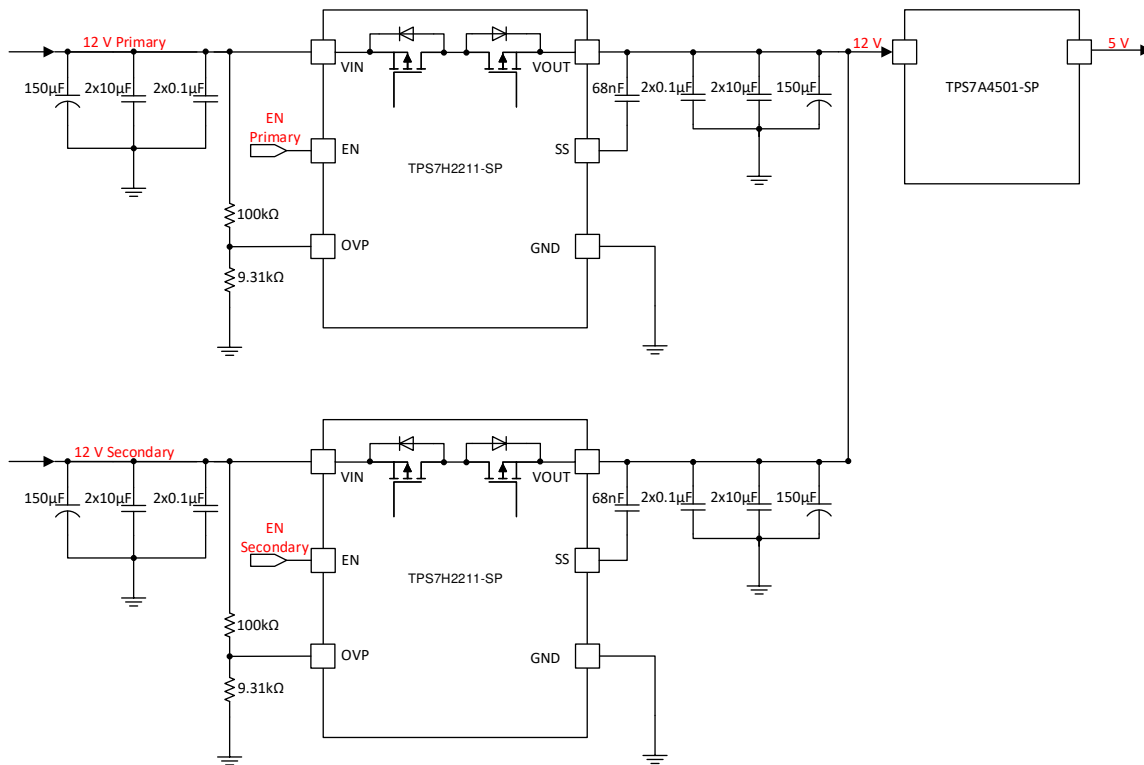 12 V Primary
150µF
2x10µF
2x0.1µF
VIN
VOUT
68nF
2x0.1µF
2x10µF
150µF
12 V
5 V
TPS7A4501-SP
EN
Primary
EN
SS
TPS7H2211-SP
100kΩ
OVP
GND
9.31kΩ
12 V Secondary
150µF
2x10µF
2x0.1µF
VIN
VOUT
68nF
2x0.1µF
2x10µF
150µF
EN
Secondary
EN
SS
TPS7H2211-SP
100kΩ
OVP
GND
9.31kΩ